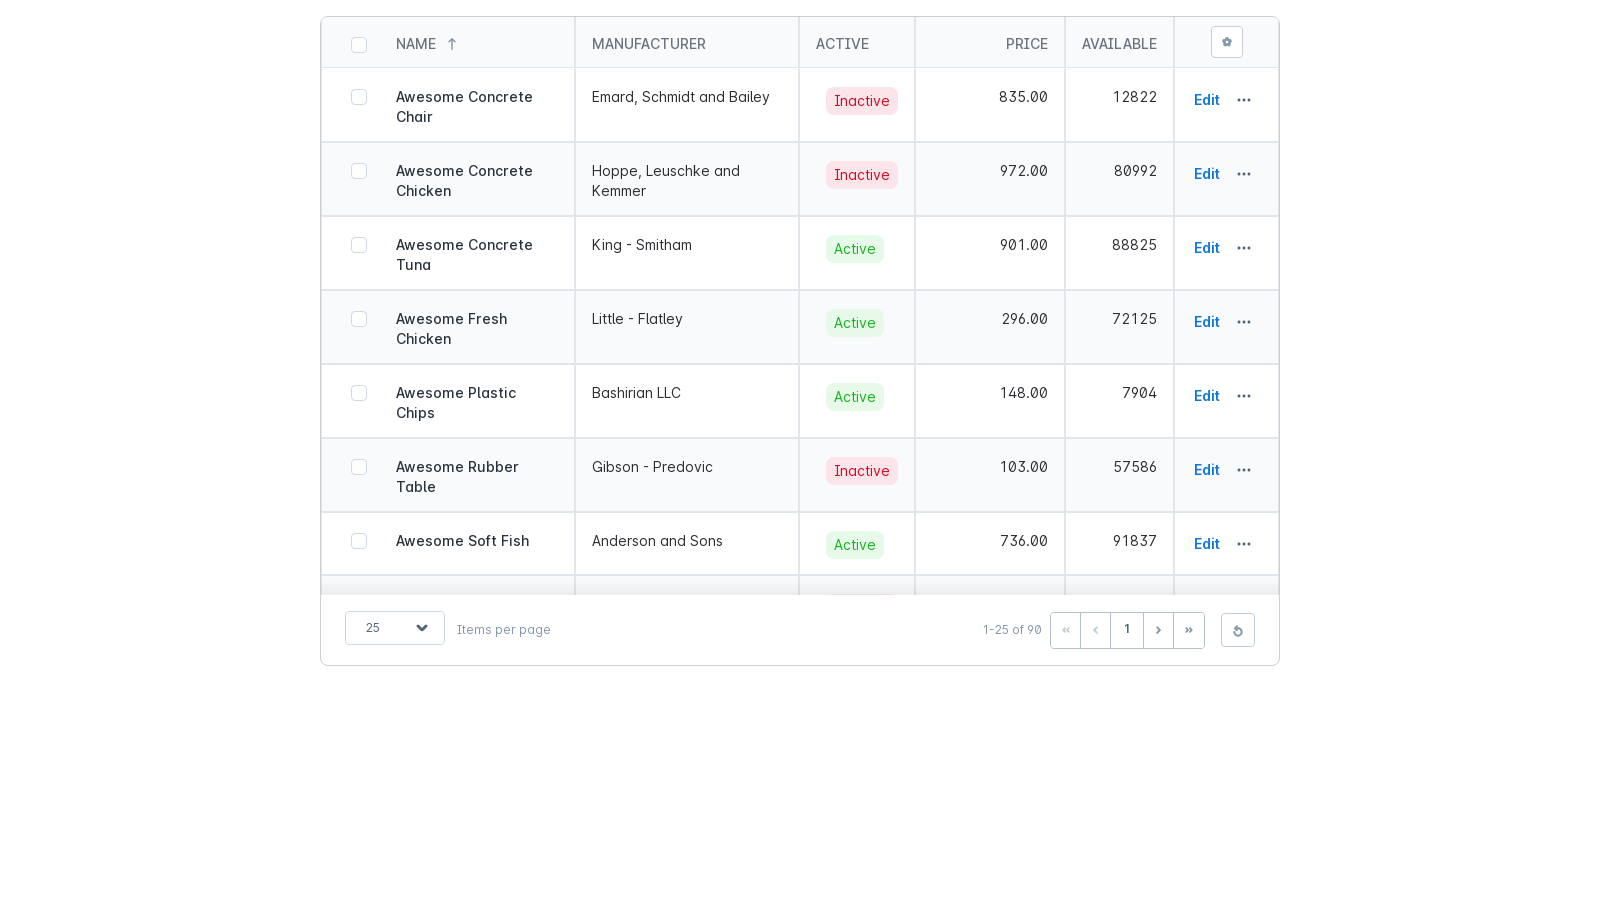 NAME MANUFACTURER ACTIVE PRICE AVAILABLE
Awesome Concrete Emard, Schmidt and Bailey Inactive 835.00 12822 Edit
Chair
Awesome Concrete Hoppe, Leuschke and Inactive 972.00 80992 Edit
Chicken Kemmer
Awesome Concrete King - Smitham Active 901.00 88825 Edit
Tuna
Awesome Fresh Little - Flatley Active 296.00 72125 Edit
Chicken
Awesome Plastic Bashirian LLC Active 148.00 7904 Edit
Chips
Awesome Rubber Gibson - Predovic Inactive 103.00 57586 Edit
Table
Awesome Soft Fish Anderson and Sons Active 736.00 91837 Edit
25 Items per page 1-25 of 90 « ‹ 1 › »